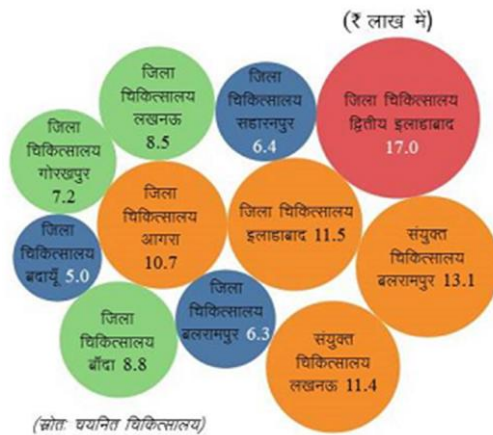 (₹ लाख में)
जिला
चिकित्सालय
लखनऊ
8.5
जिला
चिकित्सालय
सहारनपुर
6.4
जिला चिकित्सालय
द्वितीय इलाहाबाद
17.0
जिला
चिकित्सालय
गोरखपुर
7.2
जिला
चिकित्सालय
आगरा
10.7
जिला चिकित्सालय
इलाहाबाद 11.5
संयुक्त
चिकित्सालय
बलरामपुर 13.1
जिला
चिकित्सालय
बदायूँ 5.0
जिला
चिकित्सालय
बाँदा 8.8
जिला
चिकित्सालय
बलरामपुर 6.3
संयुक्त
चिकित्सालय
लखनऊ 11.4
(स्रोतः चयनित चिकित्सालय)